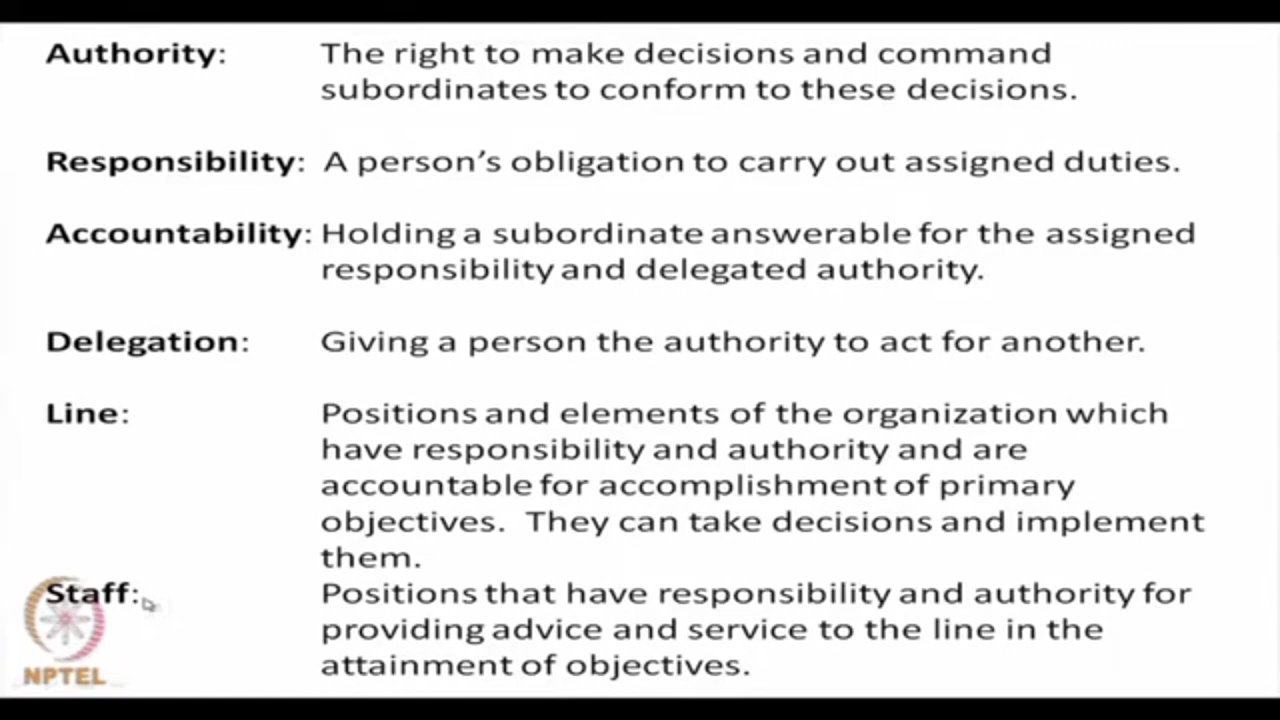 Authority: The right to make decisions and command
subordinates to conform to these decisions.
Responsibility: A person’s obligation to carry out assigned duties.
Accountability: Holding a subordinate answerable for the assigned
responsibility and delegated authority.
Delegation: Giving a person the authority to act for another.
Line: Positions and elements of the organization which
have responsibility and authority and are
accountable for accomplishment of primary
objectives. They can take decisions and implement
them.
Staff: Positions that have responsibility and authority for
providing advice and service to the line in the
attainment of objectives.
NPTEL